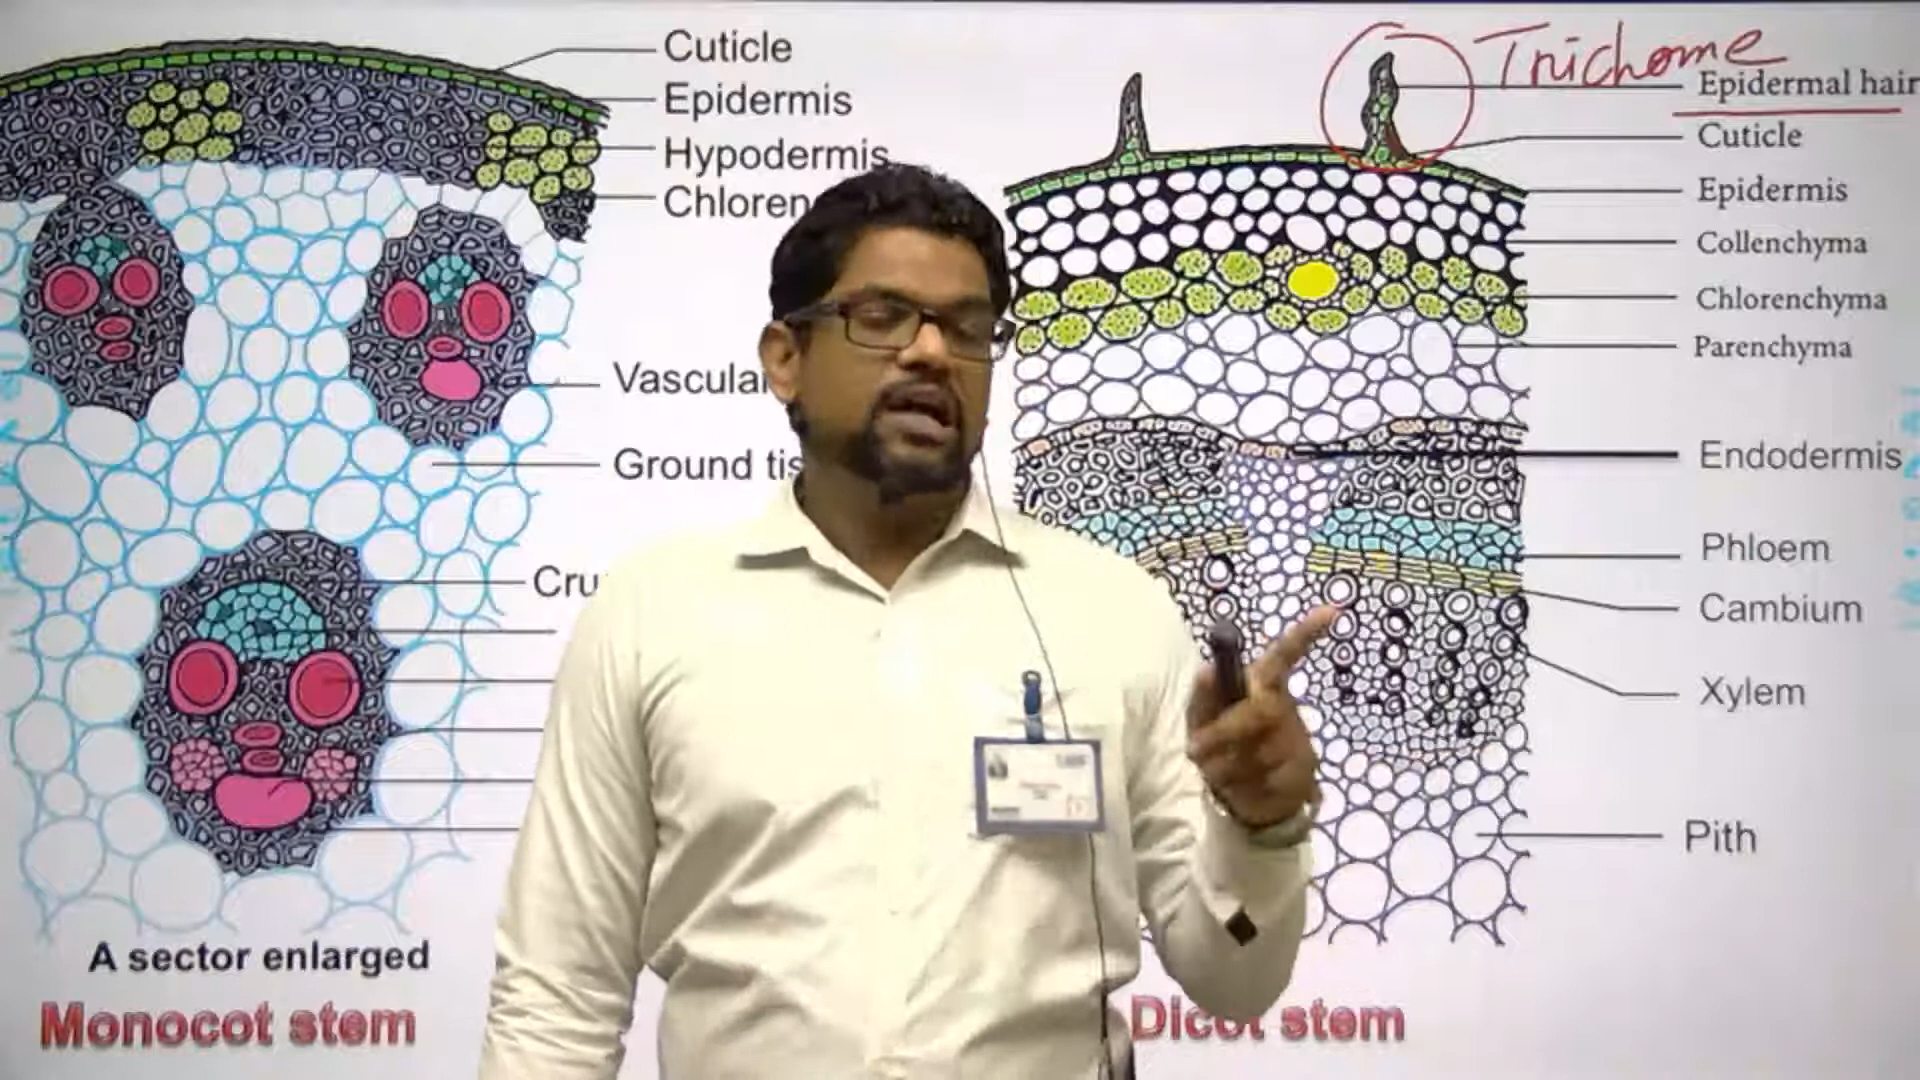 Cuticle
Epidermis
Hypodermis
Chloren
Vascular
Ground tis
Cru
A sector enlarged
Monocot stem
Trichome
Epidermal hair
Cuticle
Epidermis
Collenchyma
Chlorenchyma
Parenchyma
Endodermis
Phloem
Cambium
Xylem
Pith
Dicot stem